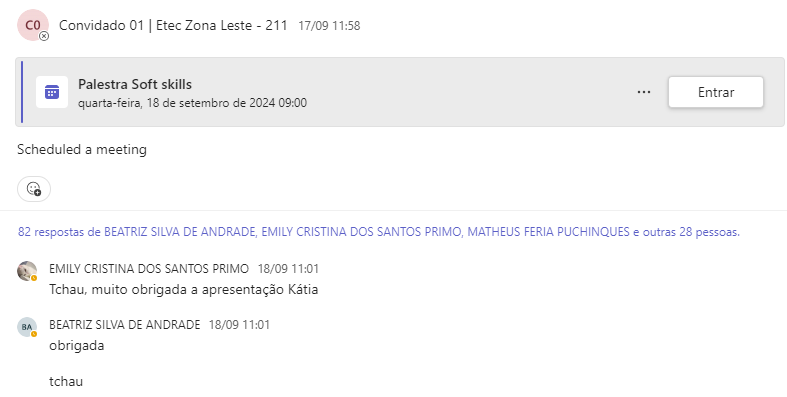 C0 Convidado 01 | Etec Zona Leste - 211 17/09 11:58
Palestra Soft skills
quarta-feira, 18 de setembro de 2024 09:00
Entrar
Scheduled a meeting
82 respostas de BEATRIZ SILVA DE ANDRADE, EMILY CRISTINA DOS SANTOS PRIMO, MATHEUS FERIA PUCHINQUES e outras 28 pessoas.
EMILY CRISTINA DOS SANTOS PRIMO 18/09 11:01
Tchau, muito obrigada a apresentação Kátia
BA BEATRIZ SILVA DE ANDRADE 18/09 11:01
obrigada
tchau